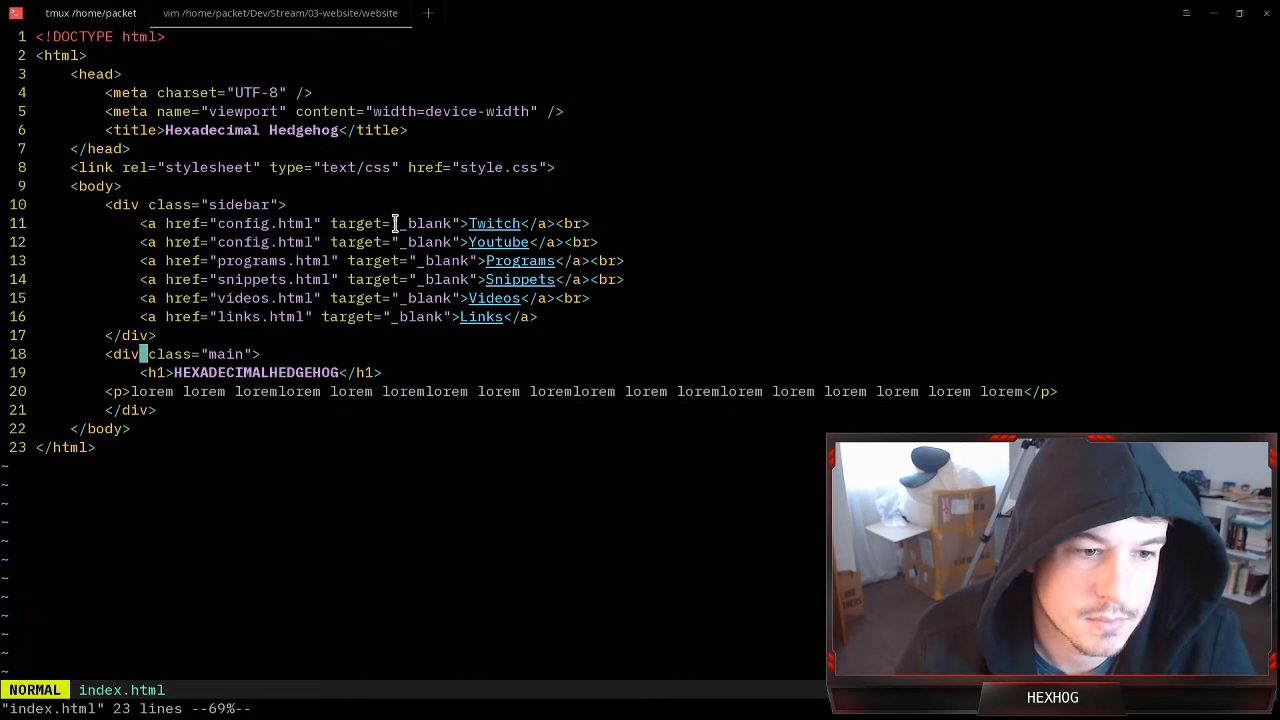 tmux /home/packet
vim /home/packet/Dev/Stream/03-website/website
1 <!DOCTYPE html>
2 <html>
3 <head>
4 <meta charset="UTF-8" />
5 <meta name="viewport" content="width=device-width" />
6 <title>Hexadecimal Hedgehog</title>
7 </head>
8 <link rel="stylesheet" type="text/css" href="style.css">
9 <body>
10 <div class="sidebar">
11 <a href="config.html" target="_blank">Twitch</a><br>
12 <a href="config.html" target="_blank">Youtube</a><br>
13 <a href="programs.html" target="_blank">Programs</a><br>
14 <a href="snippets.html" target="_blank">Snippets</a><br>
15 <a href="videos.html" target="_blank">Videos</a><br>
16 <a href="links.html" target="_blank">Links</a>
17 </div>
18 <div class="main">
19 <h1>HEXADECIMALHEDGEHOG</h1>
20 <p>lorem lorem loremlorem lorem loremlorem lorem loremlorem lorem loremlorem lorem lorem lorem lorem</p>
21 </div>
22 </body>
23 </html>
~
~
~
~
~
~
~
~
~
~
~
~
NORMAL index.html
"index.html" 23 lines --69%--
HEXHOG